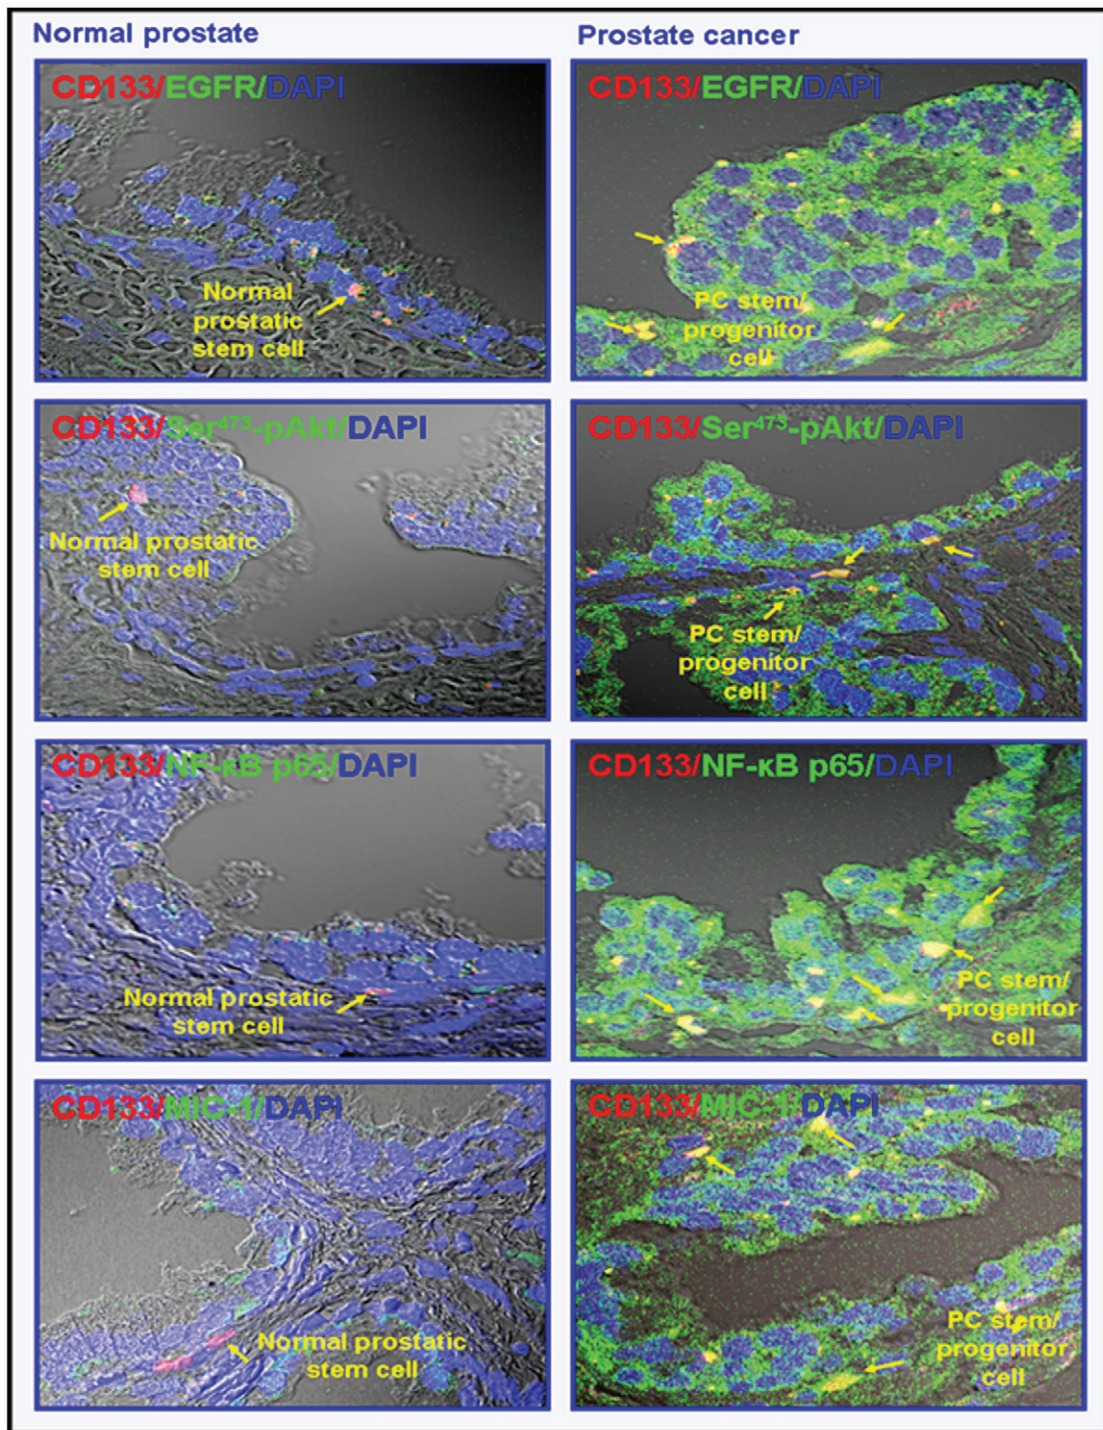 Normal prostate
Prostate cancer
CD133/EGFR/DAPI
Normal
prostatic
stem cell
CD133/EGFR/DAPI
PC stem/
progenitor
cell
CD133/Ser⁴⁷³-pAkt/DAPI
Normal prostatic
stem cell
CD133/Ser⁴⁷³-pAkt/DAPI
PC stem/
progenitor
cell
CD133/NF-κB p65/DAPI
Normal prostatic
stem cell
CD133/NF-κB p65/DAPI
PC stem/
progenitor
cell
CD133/MIC-1/DAPI
Normal prostatic
stem cell
CD133/MIC-1/DAPI
PC stem/
progenitor
cell